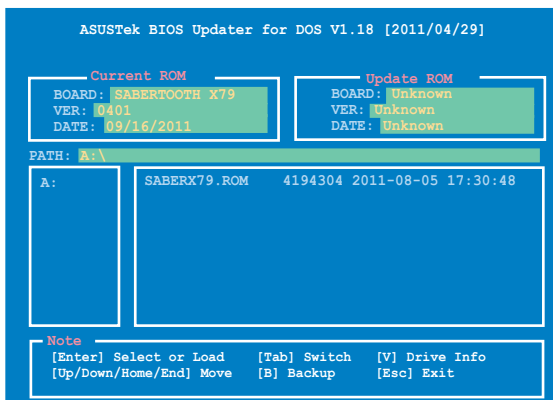 ASUSTek BIOS Updater for DOS V1.18 [2011/04/29]
Current ROM
BOARD: SABERTOOTH X79
VER: 0401
DATE: 09/16/2011
Update ROM
BOARD: Unknown
VER: Unknown
DATE: Unknown
PATH: A:\
A:
SABERX79.ROM 4194304 2011-08-05 17:30:48
Note
[Enter] Select or Load [Tab] Switch [V] Drive Info
[Up/Down/Home/End] Move [B] Backup [Esc] Exit